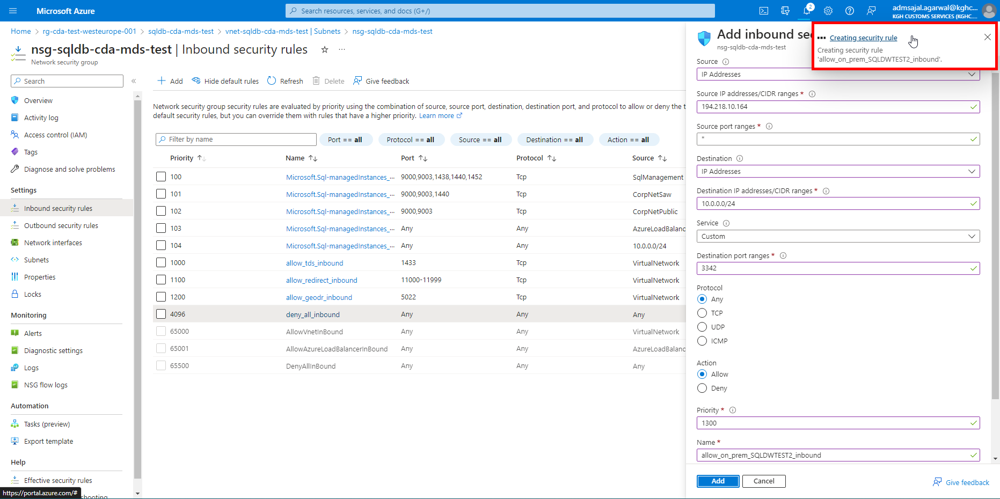 Microsoft Azure
Search resources, services, and docs (G+/)
2
admsajal.agarwal@kghc...
KGH CUSTOMS SERVICES (KGHC....
Home > rg-cda-test-westeurope-001 > sqldb-cda-mds-test > vnet-sqldb-cda-mds-test | Subnets > nsg-sqldb-cda-mds-test
nsg-sqldb-cda-mds-test | Inbound security rules
Network security group
Search
Overview
Activity log
Access control (IAM)
Tags
Diagnose and solve problems
Settings
Inbound security rules
Outbound security rules
Network interfaces
Subnets
Properties
Locks
Monitoring
Alerts
Diagnostic settings
Logs
NSG flow logs
Automation
Tasks (preview)
Export template
Help
Effective security rules
https://portal.azure.com/#
Add Hide default rules Refresh Delete Give feedback
Network security group security rules are evaluated by priority using the combination of source, source port, destination, destination port, and protocol to allow or deny the t
default security rules, but you can override them with rules that have a higher priority. Learn more
Filter by name Port == all Protocol == all Source == all Destination == all Action == all
Priority Name Port Protocol Source
100 Microsoft.Sql-managedInstances_... 9000,9003,1438,1440,1452 Tcp SqlManagement
101 Microsoft.Sql-managedInstances_... 9000,9003,1440 Tcp CorpNetSaw
102 Microsoft.Sql-managedInstances_... 9000,9003 Tcp CorpNetPublic
103 Microsoft.Sql-managedInstances_... Any Any AzureLoadBalanc
104 Microsoft.Sql-managedInstances_... Any Any 10.0.0.0/24
1000 allow_tds_inbound 1433 Tcp VirtualNetwork
1100 allow_redirect_inbound 11000-11999 Tcp VirtualNetwork
1200 allow_geodr_inbound 5022 Tcp VirtualNetwork
4096 deny_all_inbound Any Any Any
65000 AllowVnetInBound Any Any VirtualNetwork
65001 AllowAzureLoadBalancerInBound Any Any AzureLoadBalanc
65500 DenyAllInBound Any Any Any
Add inbound se
nsg-sqldb-cda-mds-test
Creating security rule
Creating security rule
'allow_on_prem_SQLDWTEST2_inbound'.
Source
IP Addresses
Source IP addresses/CIDR ranges *
194.218.10.164
Source port ranges *
*
Destination
IP Addresses
Destination IP addresses/CIDR ranges *
10.0.0.0/24
Service
Custom
Destination port ranges *
3342
Protocol
Any
TCP
UDP
ICMP
Action
Allow
Deny
Priority *
1300
Name *
allow_on_prem_SQLDWTEST2_inbound
Add Cancel
Give feedback